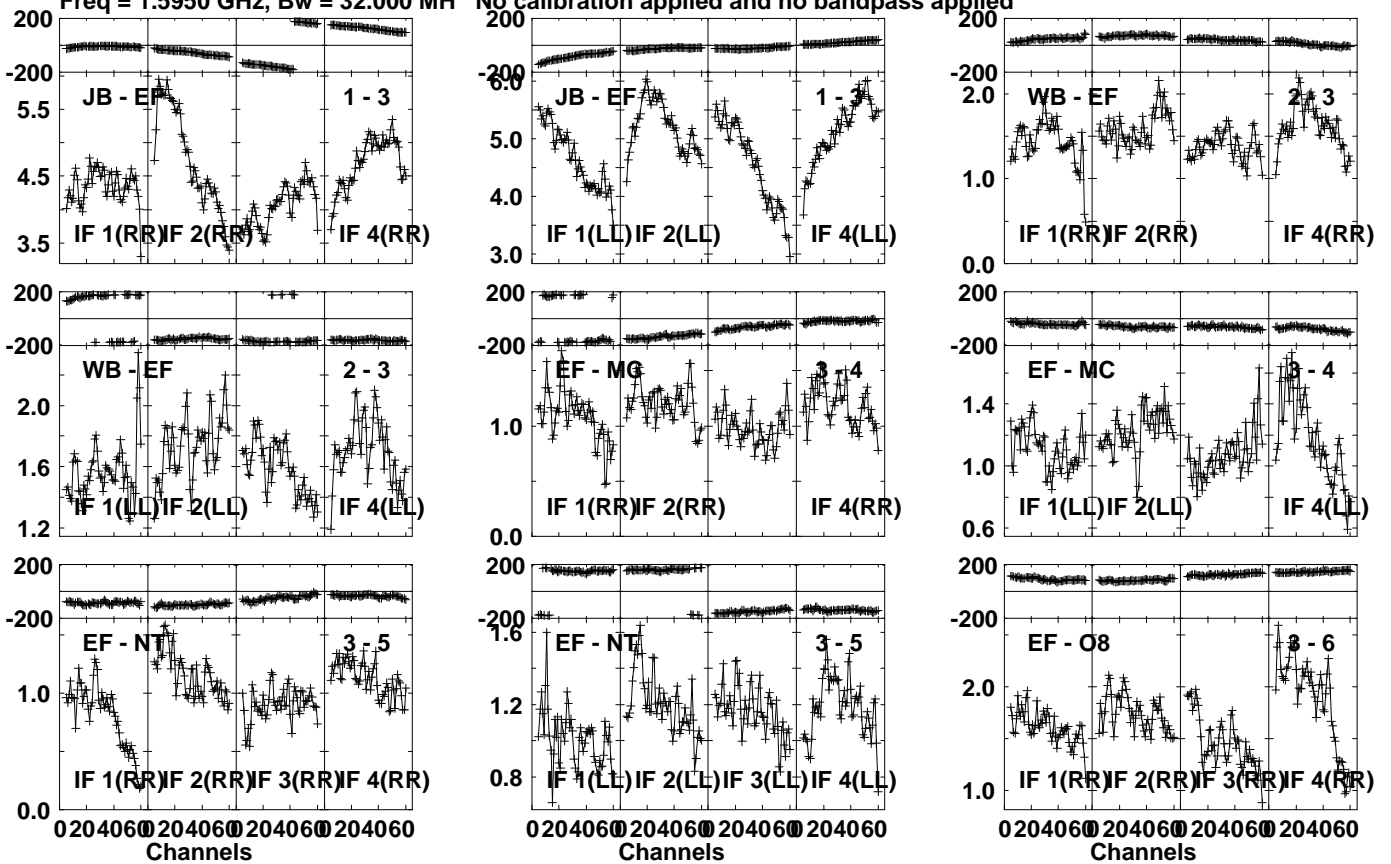 Freq = 1.5950 GHz, Bw = 32.000 MH No calibration applied and no bandpass applied
200
-200
JB - EF 1 - 3
5.5
4.5
3.5
IF 1(RR) IF 2(RR) IF 4(RR)
200
-200
6.0
JB - EF 1 - 3
5.0
4.0
3.0
IF 1(LL) IF 2(LL) IF 4(LL)
200
-200
WB - EF 2 - 3
2.0
1.0
0.0
IF 1(RR) IF 2(RR) IF 4(RR)
200
-200
WB - EF 2 - 3
2.0
1.6
1.2
IF 1(LL) IF 2(LL) IF 4(LL)
200
-200
EF - MC 3 - 4
1.0
0.0
IF 1(RR) IF 2(RR) IF 4(RR)
200
-200
EF - MC 3 - 4
1.4
1.0
0.6
IF 1(LL) IF 2(LL) IF 4(LL)
200
-200
EF - NT 3 - 5
1.0
0.0
IF 1(RR) IF 2(RR) IF 3(RR) IF 4(RR)
0 20 40 60 0 20 40 60 0 20 40 60 0 20 40 60
Channels
200
-200
1.6
EF - NT 3 - 5
1.2
0.8
IF 1(LL) IF 2(LL) IF 3(LL) IF 4(LL)
0 20 40 60 0 20 40 60 0 20 40 60 0 20 40 60
Channels
200
-200
EF - O8 3 - 6
2.0
1.0
IF 1(RR) IF 2(RR) IF 3(RR) IF 4(RR)
0 20 40 60 0 20 40 60 0 20 40 60 0 20 40 60
Channels